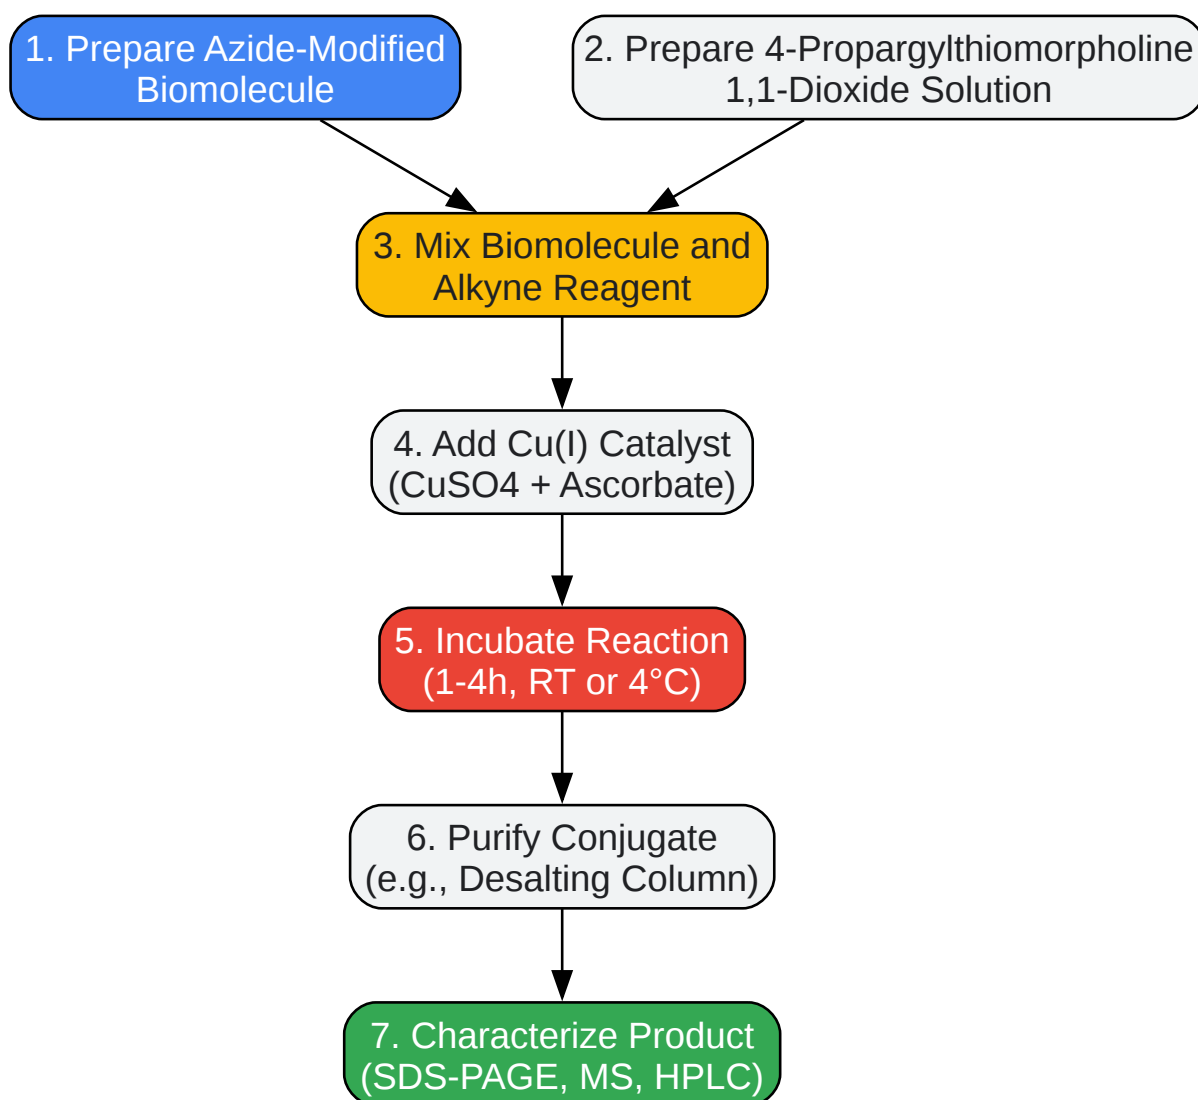 1. Prepare Azide-Modified
Biomolecule
2. Prepare 4-Propargylthiomorpholine
1,1-Dioxide Solution
3. Mix Biomolecule and
Alkyne Reagent
4. Add Cu(I) Catalyst
(CuSO4 + Ascorbate)
5. Incubate Reaction
(1-4h, RT or 4°C)
6. Purify Conjugate
(e.g., Desalting Column)
7. Characterize Product
(SDS-PAGE, MS, HPLC)